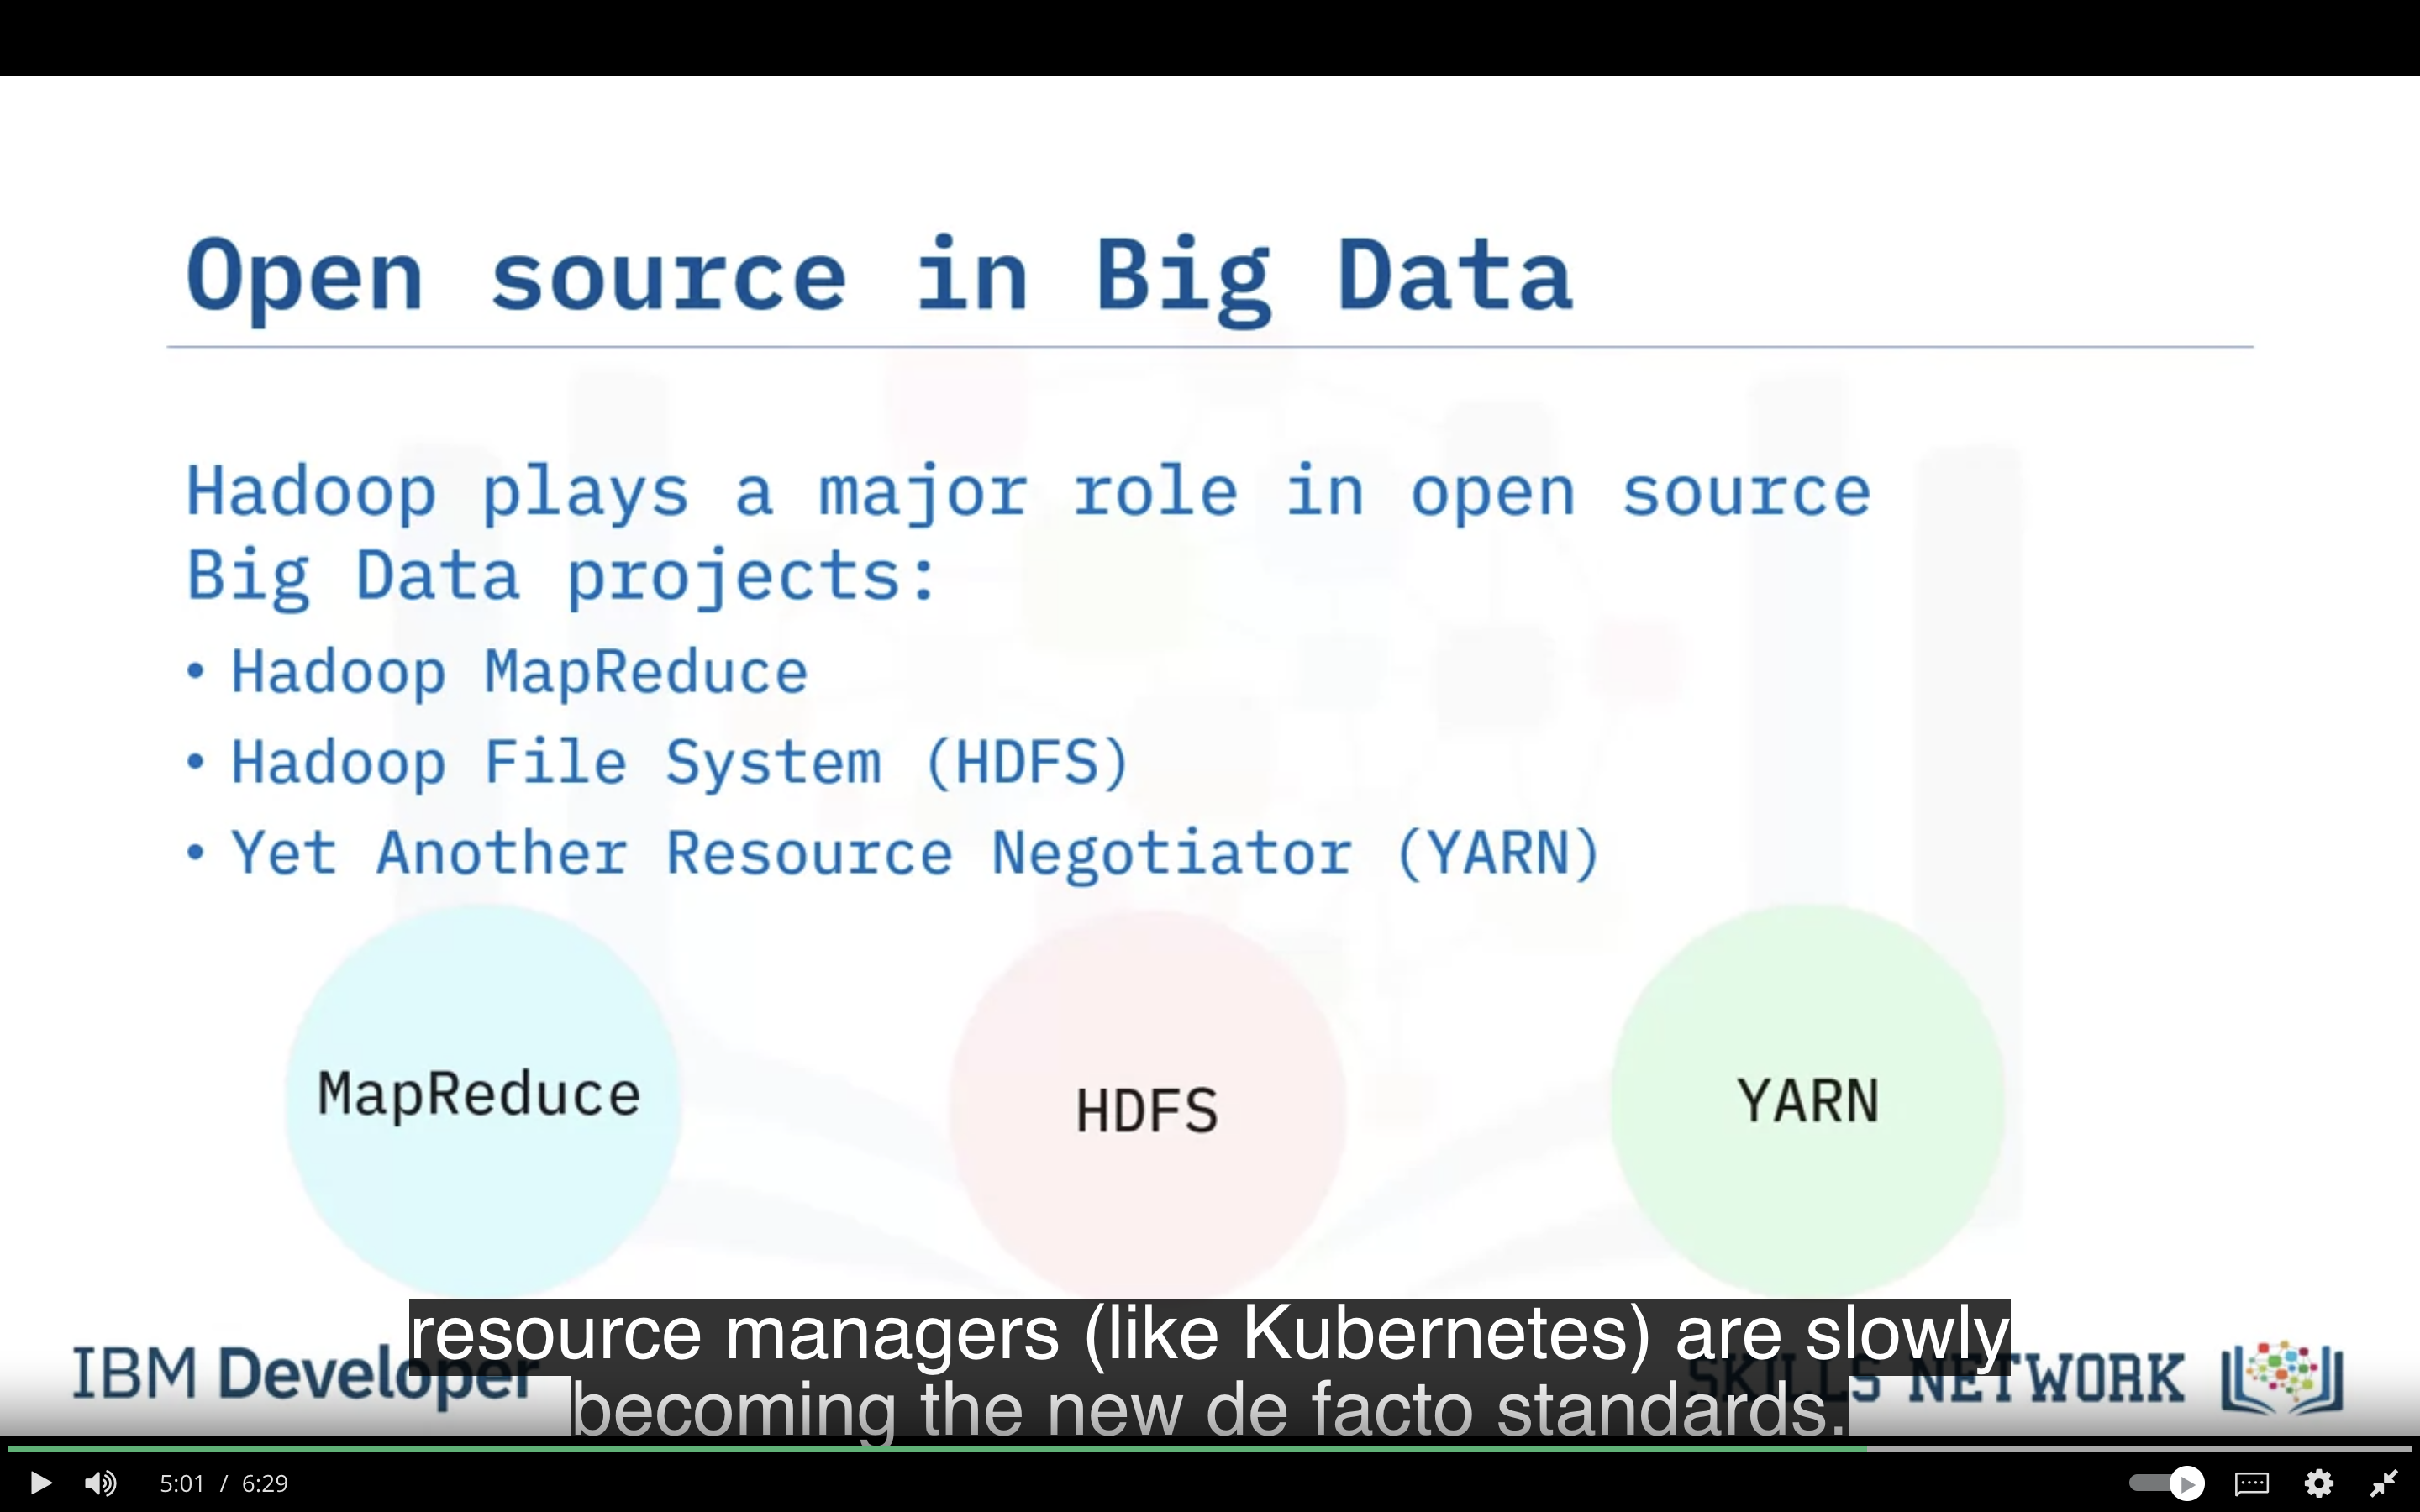 Open source in Big Data
Hadoop plays a major role in open source
Big Data projects:
• Hadoop MapReduce
• Hadoop File System (HDFS)
• Yet Another Resource Negotiator (YARN)
MapReduce
HDFS
YARN
resource managers (like Kubernetes) are slowly
becoming the new de facto standards.
IBM Developer
SKILLS NETWORK
5:01 / 6:29